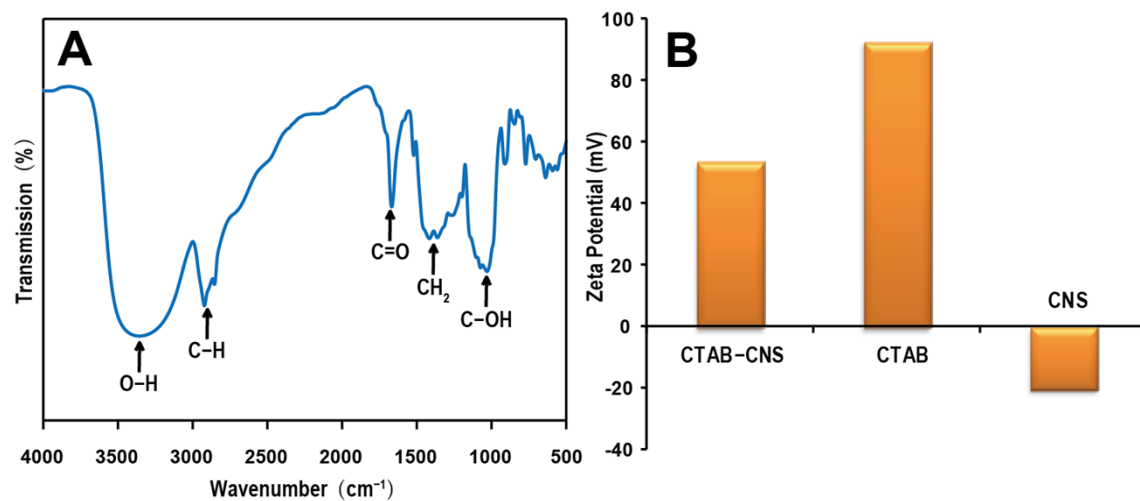 A
Transmission (%)
O–H
C–H
C=O
CH₂
C–OH
4000 3500 3000 2500 2000 1500 1000 500
Wavenumber (cm⁻¹)
B
Zeta Potential (mV)
100
80
60
40
20
0
-20
-40
CTAB–CNS
CTAB
CNS